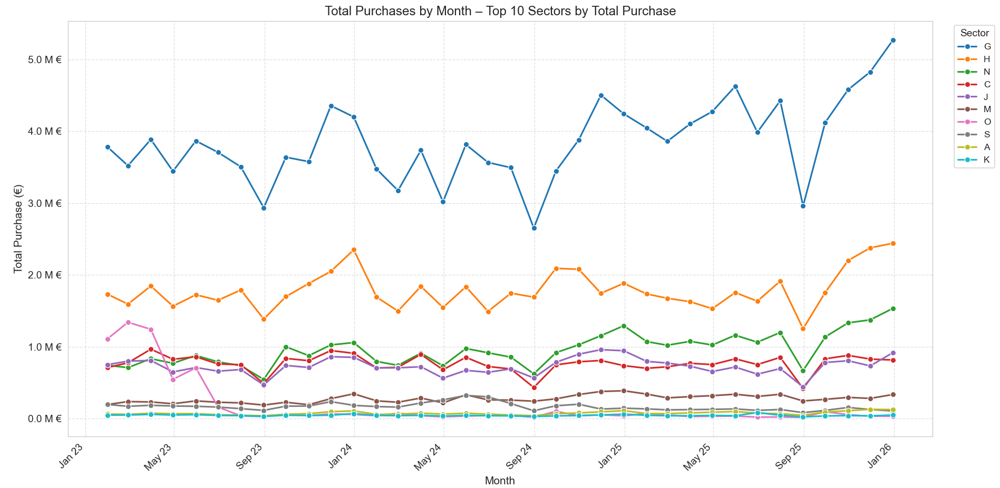 Total Purchases by Month – Top 10 Sectors by Total Purchase
Sector
G
H
N
C
J
M
O
S
A
K
Total Purchase (€)
5.0 M €
4.0 M €
3.0 M €
2.0 M €
1.0 M €
0.0 M €
Jan 23
May 23
Sep 23
Jan 24
May 24
Sep 24
Jan 25
May 25
Sep 25
Jan 26
Month